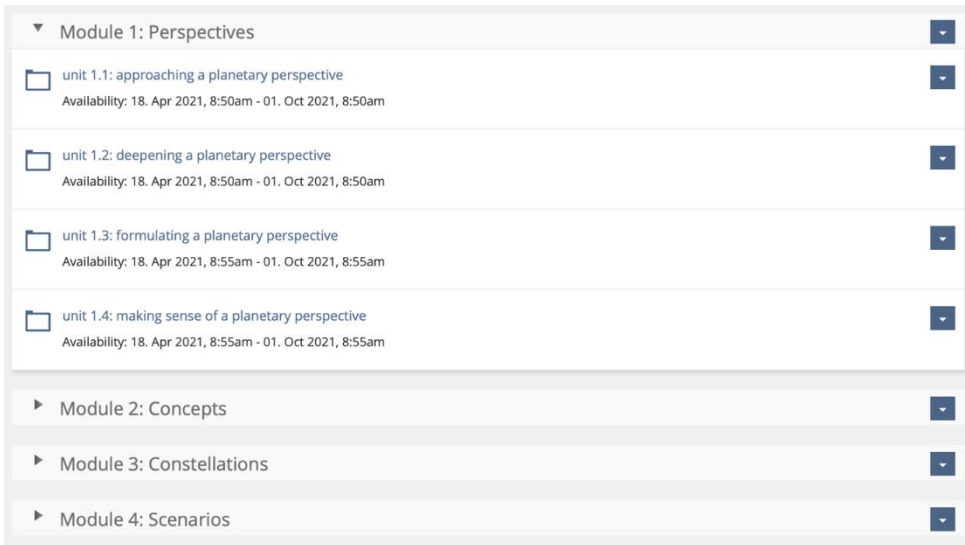 Module 1: Perspectives
unit 1.1: approaching a planetary perspective
Availability: 18. Apr 2021, 8:50am - 01. Oct 2021, 8:50am
unit 1.2: deepening a planetary perspective
Availability: 18. Apr 2021, 8:50am - 01. Oct 2021, 8:50am
unit 1.3: formulating a planetary perspective
Availability: 18. Apr 2021, 8:55am - 01. Oct 2021, 8:55am
unit 1.4: making sense of a planetary perspective
Availability: 18. Apr 2021, 8:55am - 01. Oct 2021, 8:55am
Module 2: Concepts
Module 3: Constellations
Module 4: Scenarios